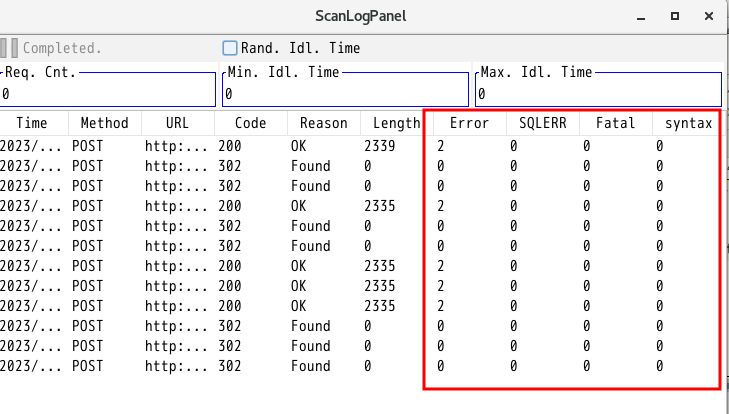 ScanLogPanel
Completed. Rand. Idl. Time
Req. Cnt. Min. Idl. Time Max. Idl. Time
0 0 0
Time Method URL Code Reason Length Error SQLERR Fatal syntax
2023/... POST http:... 200 OK 2339 2 0 0 0
2023/... POST http:... 302 Found 0 0 0 0 0
2023/... POST http:... 302 Found 0 0 0 0 0
2023/... POST http:... 200 OK 2335 2 0 0 0
2023/... POST http:... 302 Found 0 0 0 0 0
2023/... POST http:... 302 Found 0 0 0 0 0
2023/... POST http:... 200 OK 2335 2 0 0 0
2023/... POST http:... 200 OK 2335 2 0 0 0
2023/... POST http:... 200 OK 2335 2 0 0 0
2023/... POST http:... 302 Found 0 0 0 0 0
2023/... POST http:... 302 Found 0 0 0 0 0
2023/... POST http:... 302 Found 0 0 0 0 0